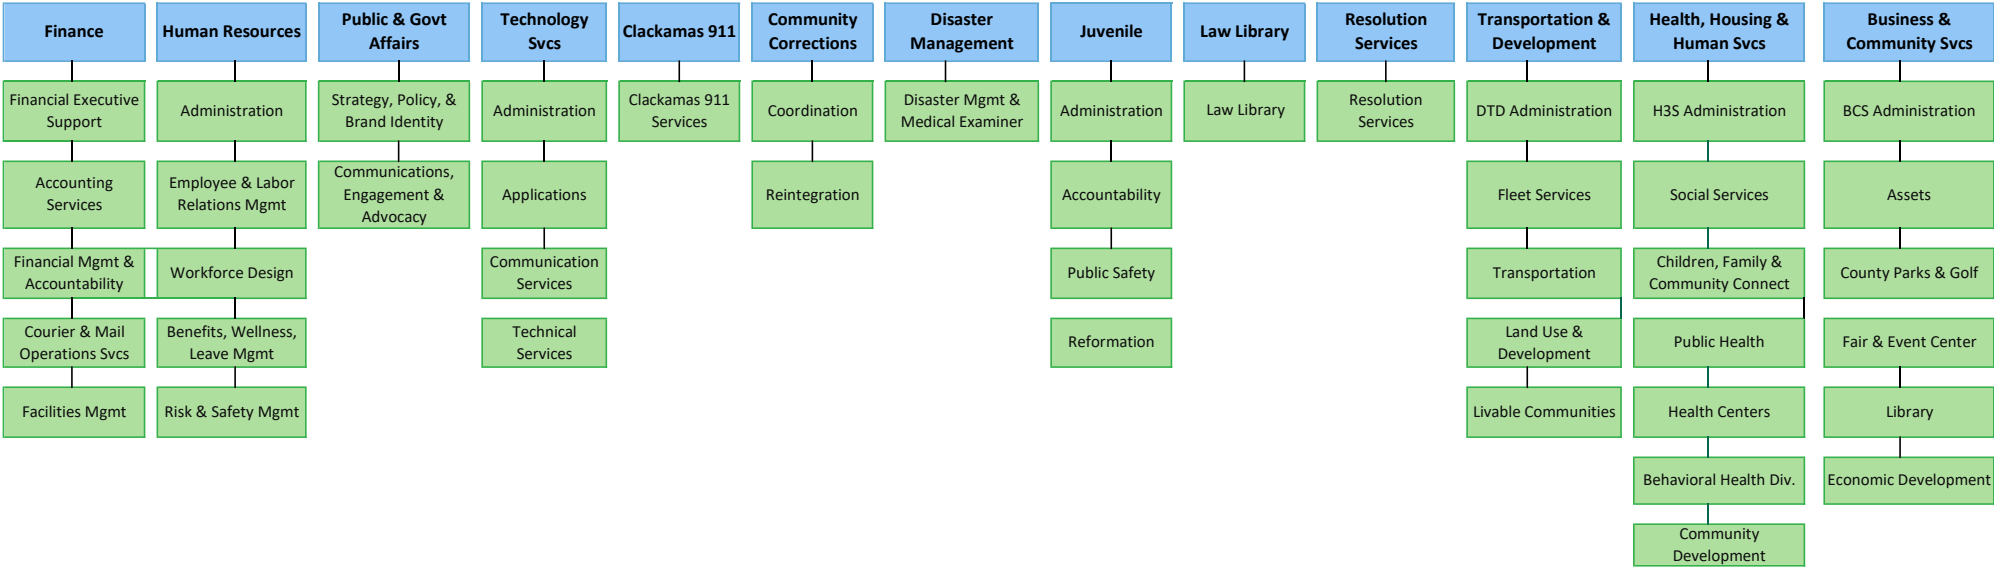 Finance
Human Resources
Public & Govt
Affairs
Technology
Svcs
Clackamas 911
Community
Corrections
Disaster
Management
Juvenile
Law Library
Resolution
Services
Transportation &
Development
Health, Housing &
Human Svcs
Business &
Community Svcs
Financial Executive
Support
Administration
Strategy, Policy, &
Brand Identity
Administration
Clackamas 911
Services
Coordination
Disaster Mgmt &
Medical Examiner
Administration
Law Library
Resolution
Services
DTD Administration
H3S Administration
BCS Administration
Accounting
Services
Employee & Labor
Relations Mgmt
Communications,
Engagement &
Advocacy
Applications
Reintegration
Accountability
Fleet Services
Social Services
Assets
Financial Mgmt &
Accountability
Workforce Design
Communication
Services
Public Safety
Transportation
Children, Family &
Community Connect
County Parks & Golf
Courier & Mail
Operations Svcs
Benefits, Wellness,
Leave Mgmt
Technical
Services
Reformation
Land Use &
Development
Public Health
Fair & Event Center
Facilities Mgmt
Risk & Safety Mgmt
Livable Communities
Health Centers
Library
Behavioral Health Div.
Economic Development
Community
Development